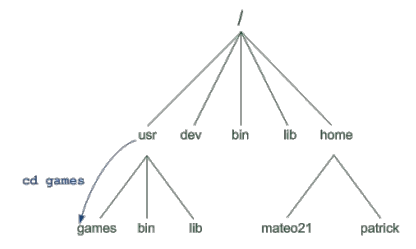 /
usr dev bin lib home
cd games
games bin lib mateo21 patrick